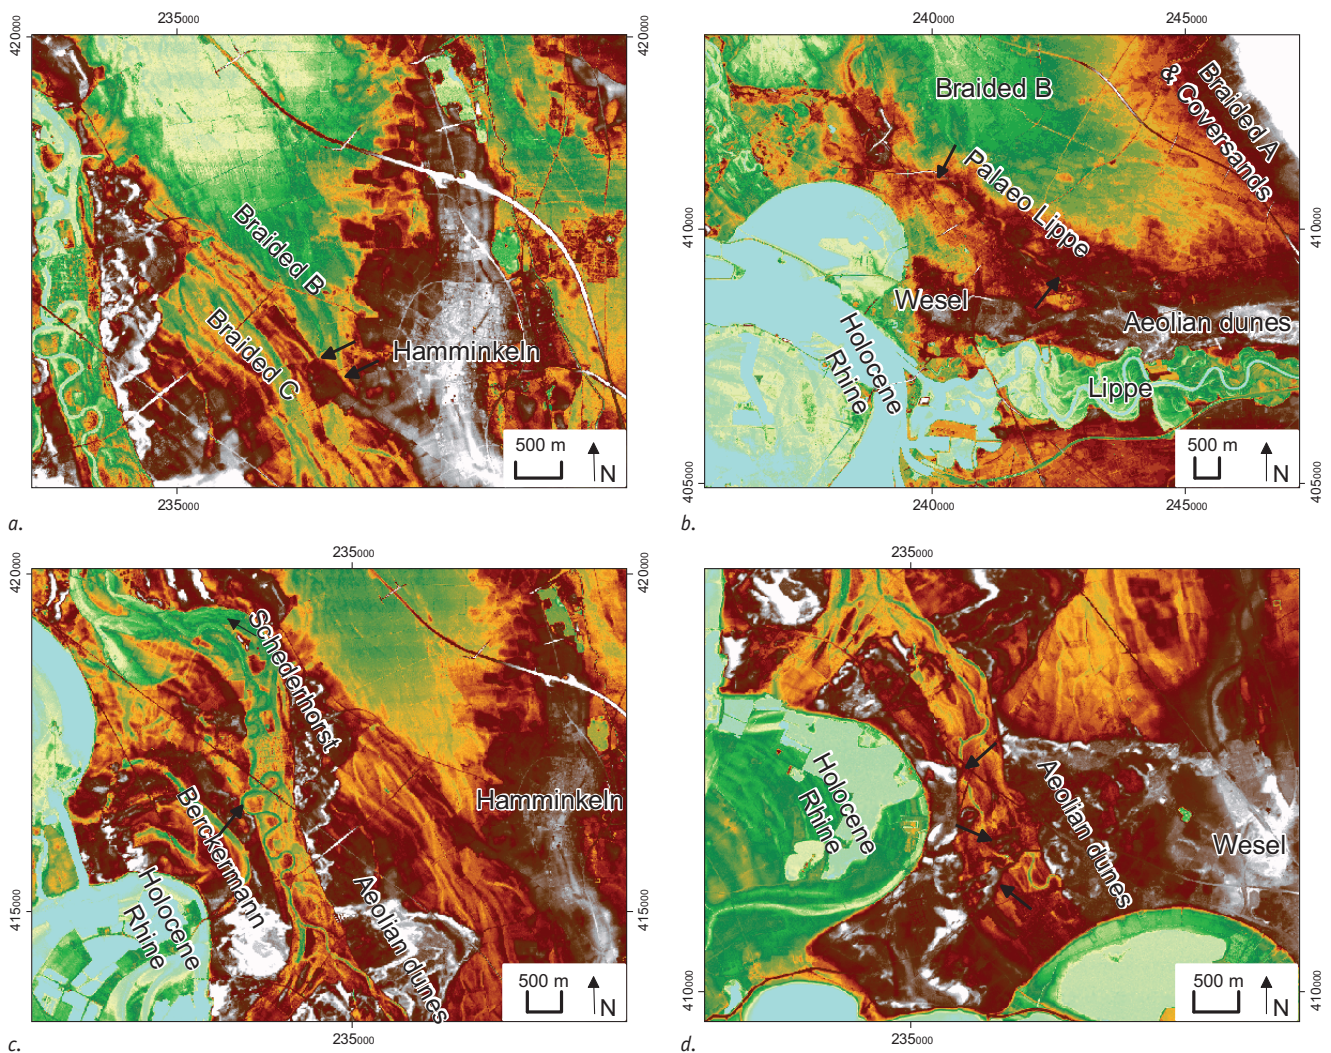 235000
420000
420000
Braided B
Braided C
Hamminkeln
500 m
N
235000
a.
240000
245000
Braided B
Braided A
& Coversands
Palaeo Lippe
410000
410000
Wesel
Holocene
Rhine
Aeolian dunes
Lippe
500 m
N
405000
405000
240000
245000
b.
235000
420000
420000
Schederhorst
Hamminkeln
Berckermann
Holocene
Rhine
Aeolian dunes
415000
415000
500 m
N
235000
c.
235000
Holocene
Rhine
Aeolian dunes
Wesel
500 m
N
410000
410000
235000
d.